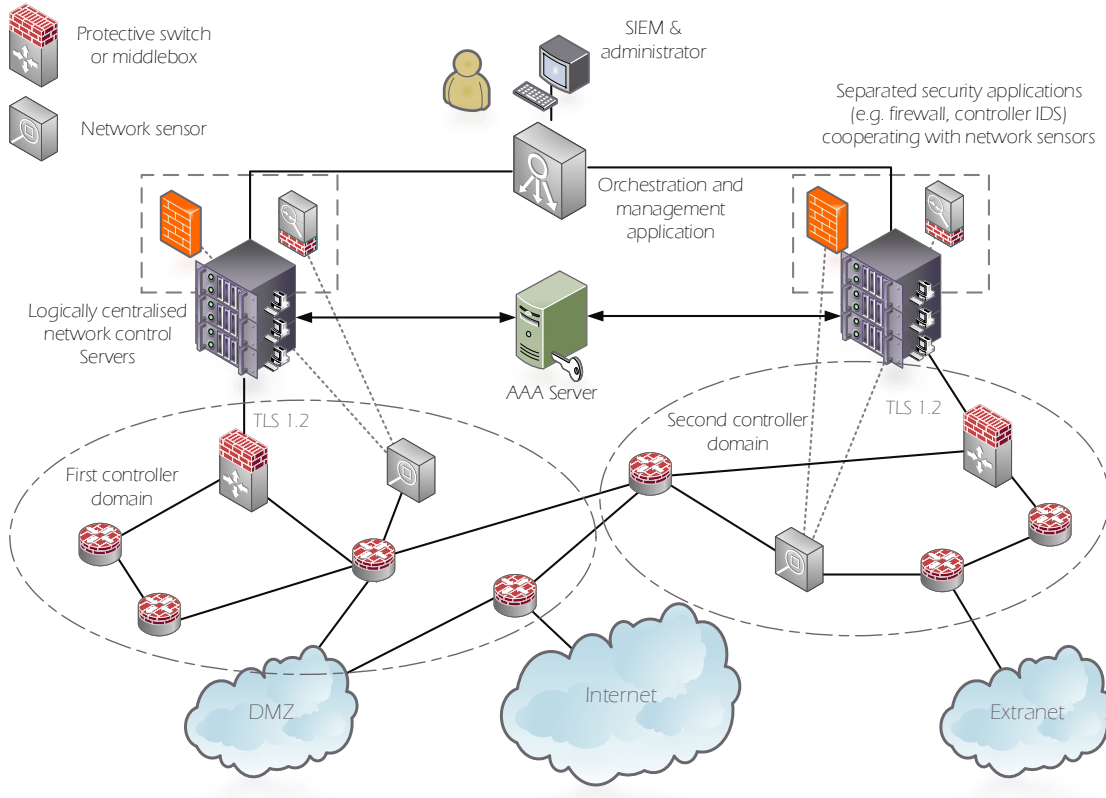 Protective switch
or middlebox
Network sensor
SIEM &
administrator
Separated security applications
(e.g. firewall, controller IDS)
cooperating with network sensors
Orchestration and
management
application
Logically centralised
network control
Servers
AAA Server
TLS 1.2
TLS 1.2
First controller
domain
Second controller
domain
DMZ
Internet
Extranet